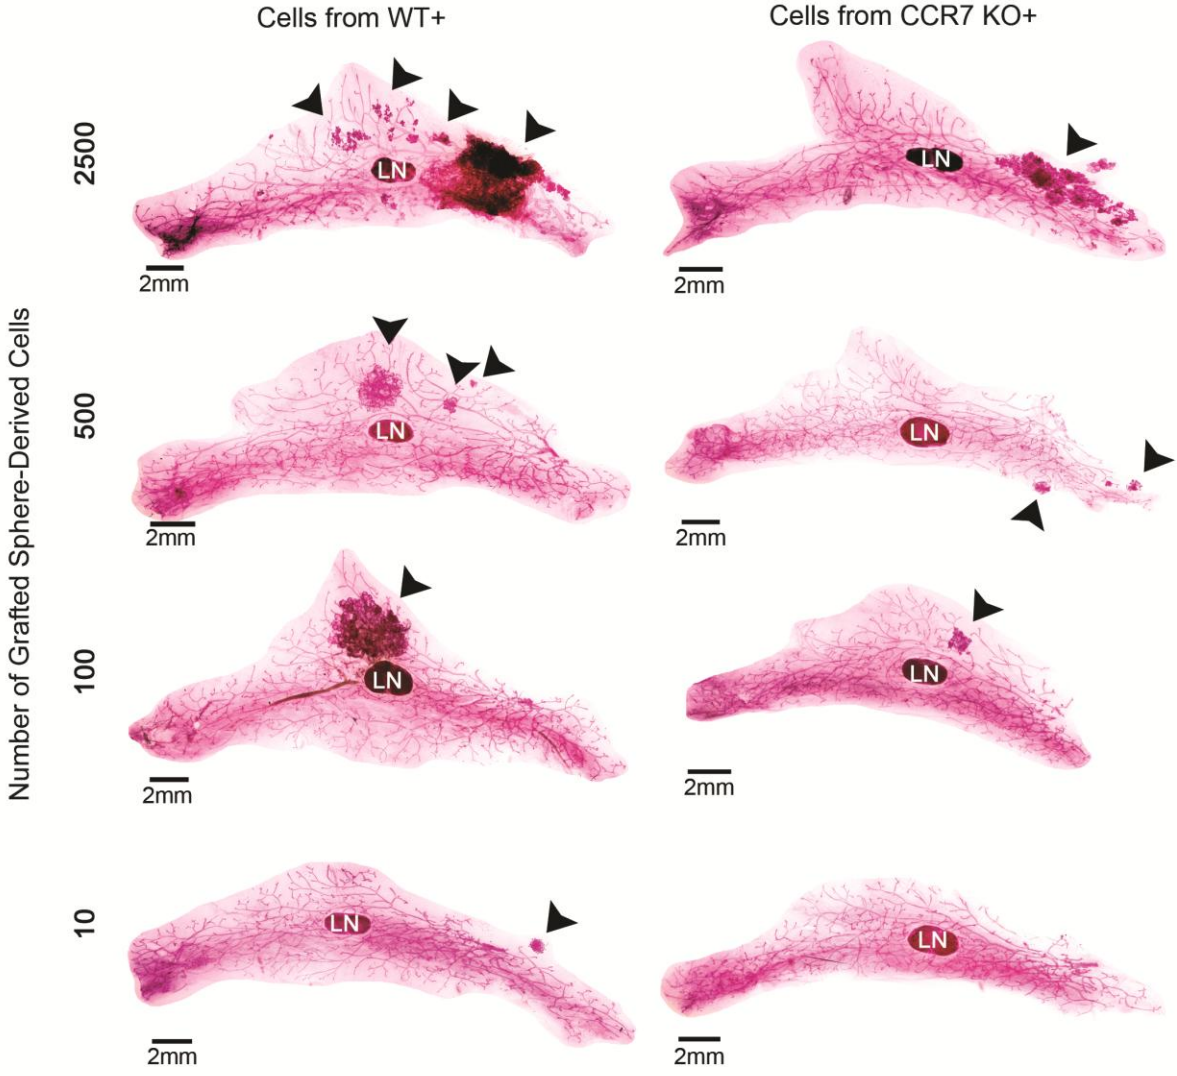 Cells from WT+
Cells from CCR7 KO+
Number of Grafted Sphere-Derived Cells
2500
LN
2mm
LN
2mm
500
LN
2mm
LN
2mm
100
LN
2mm
LN
2mm
10
LN
2mm
LN
2mm